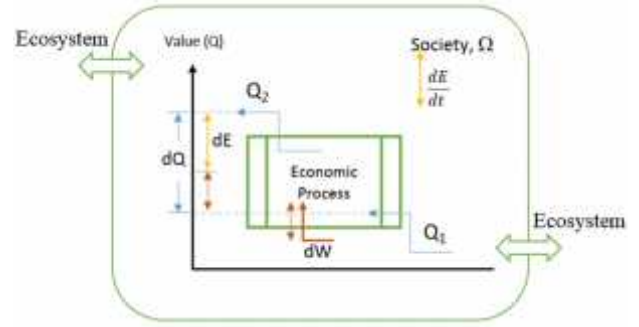 Ecosystem
Value (Q)
Society, Ω
dE
dt
Q2
dE
dQ
Economic
Process
Ecosystem
Q1
dW